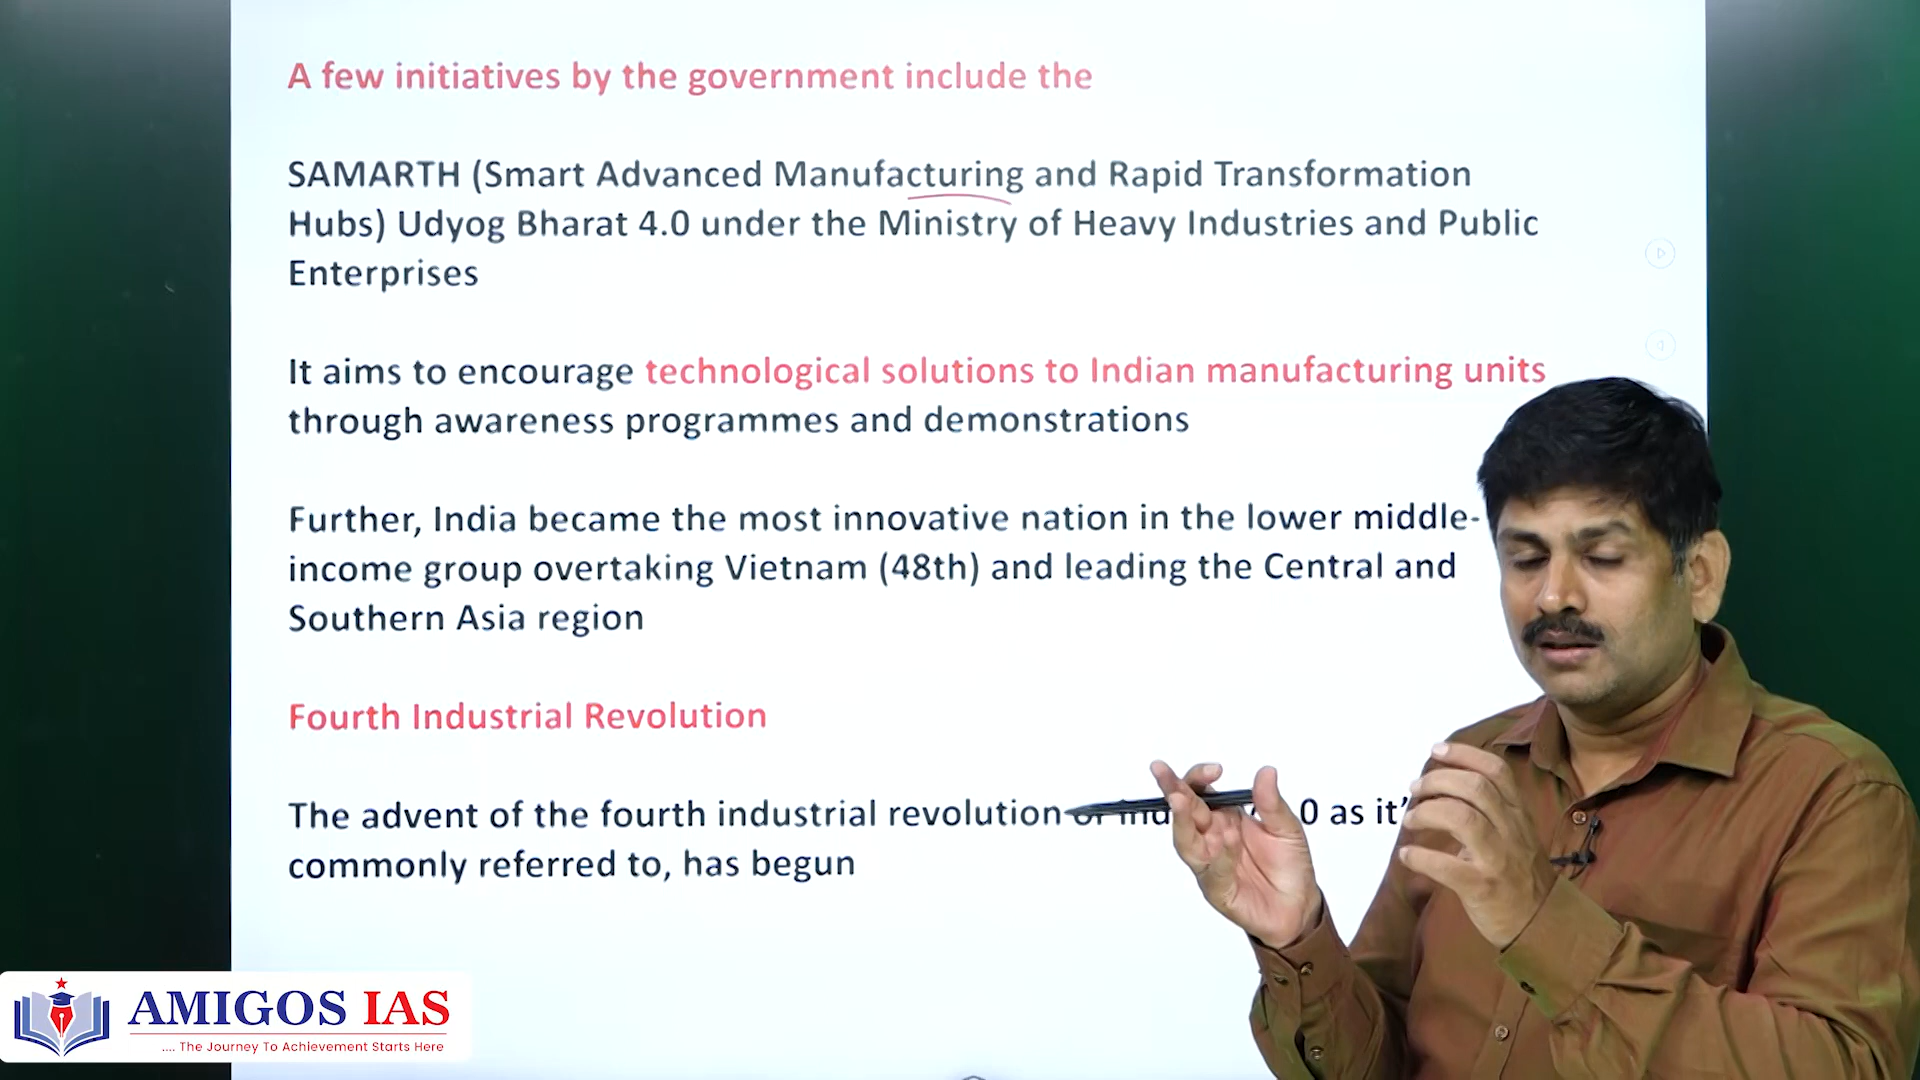 A few initiatives by the government include the
SAMARTH (Smart Advanced Manufacturing and Rapid Transformation
Hubs) Udyog Bharat 4.0 under the Ministry of Heavy Industries and Public
Enterprises
It aims to encourage technological solutions to Indian manufacturing units
through awareness programmes and demonstrations
Further, India became the most innovative nation in the lower middle-
income group overtaking Vietnam (48th) and leading the Central and
Southern Asia region
Fourth Industrial Revolution
The advent of the fourth industrial revolution or 0 as it'
commonly referred to, has begun
AMIGOS IAS
.... The Journey To Achievement Starts Here